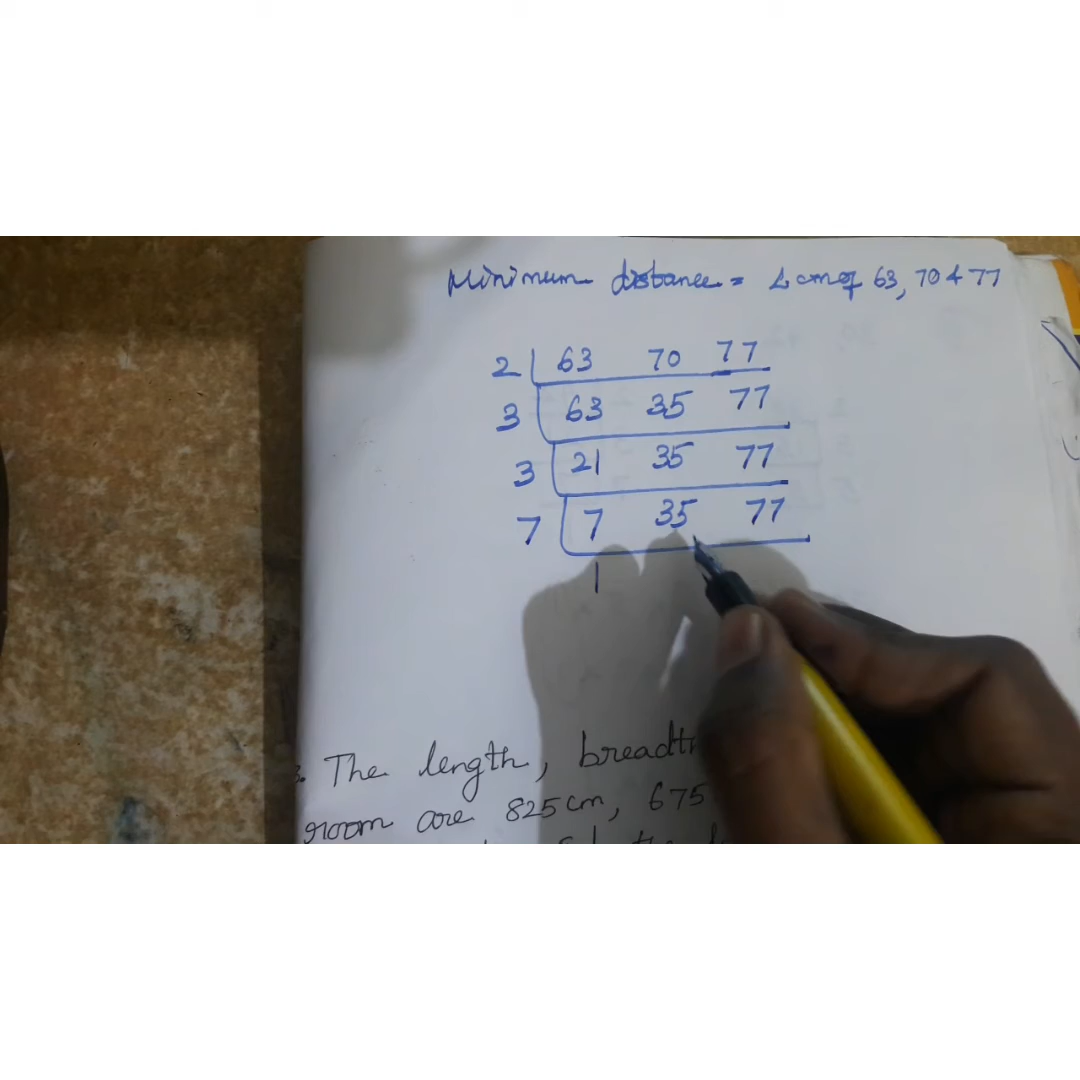 Minimum distance = Lcm of 63, 70 & 77
2 63 70 77
3 63 35 77
3 21 35 77
7 7 35 77
1
The length,
room are 825 cm, 675